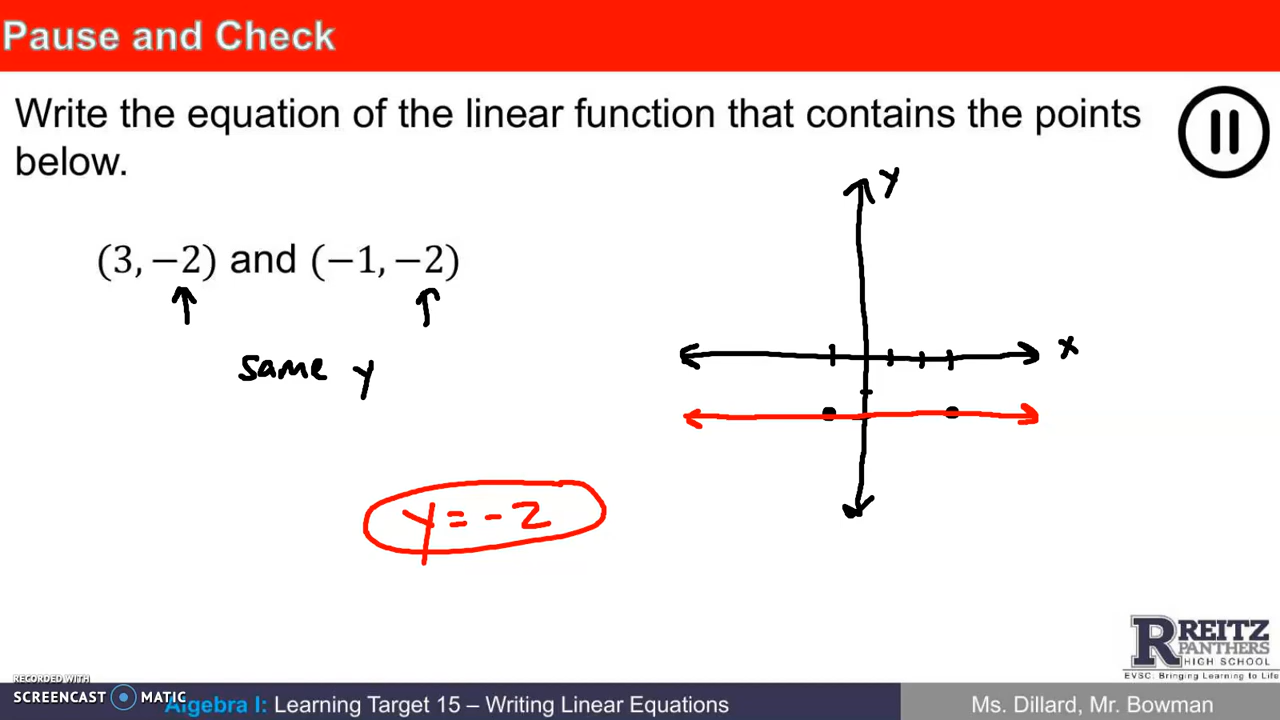 Pause and Check
Write the equation of the linear function that contains the points
below.
(3, −2) and (−1, −2)
same y
y = -2
y
x
R REITZ
PANTHERS
HIGH SCHOOL
EVSC: Bringing Learning to Life
RECORDED WITH
SCREENCAST MATIC
Algebra I: Learning Target 15 – Writing Linear Equations
Ms. Dillard, Mr. Bowman